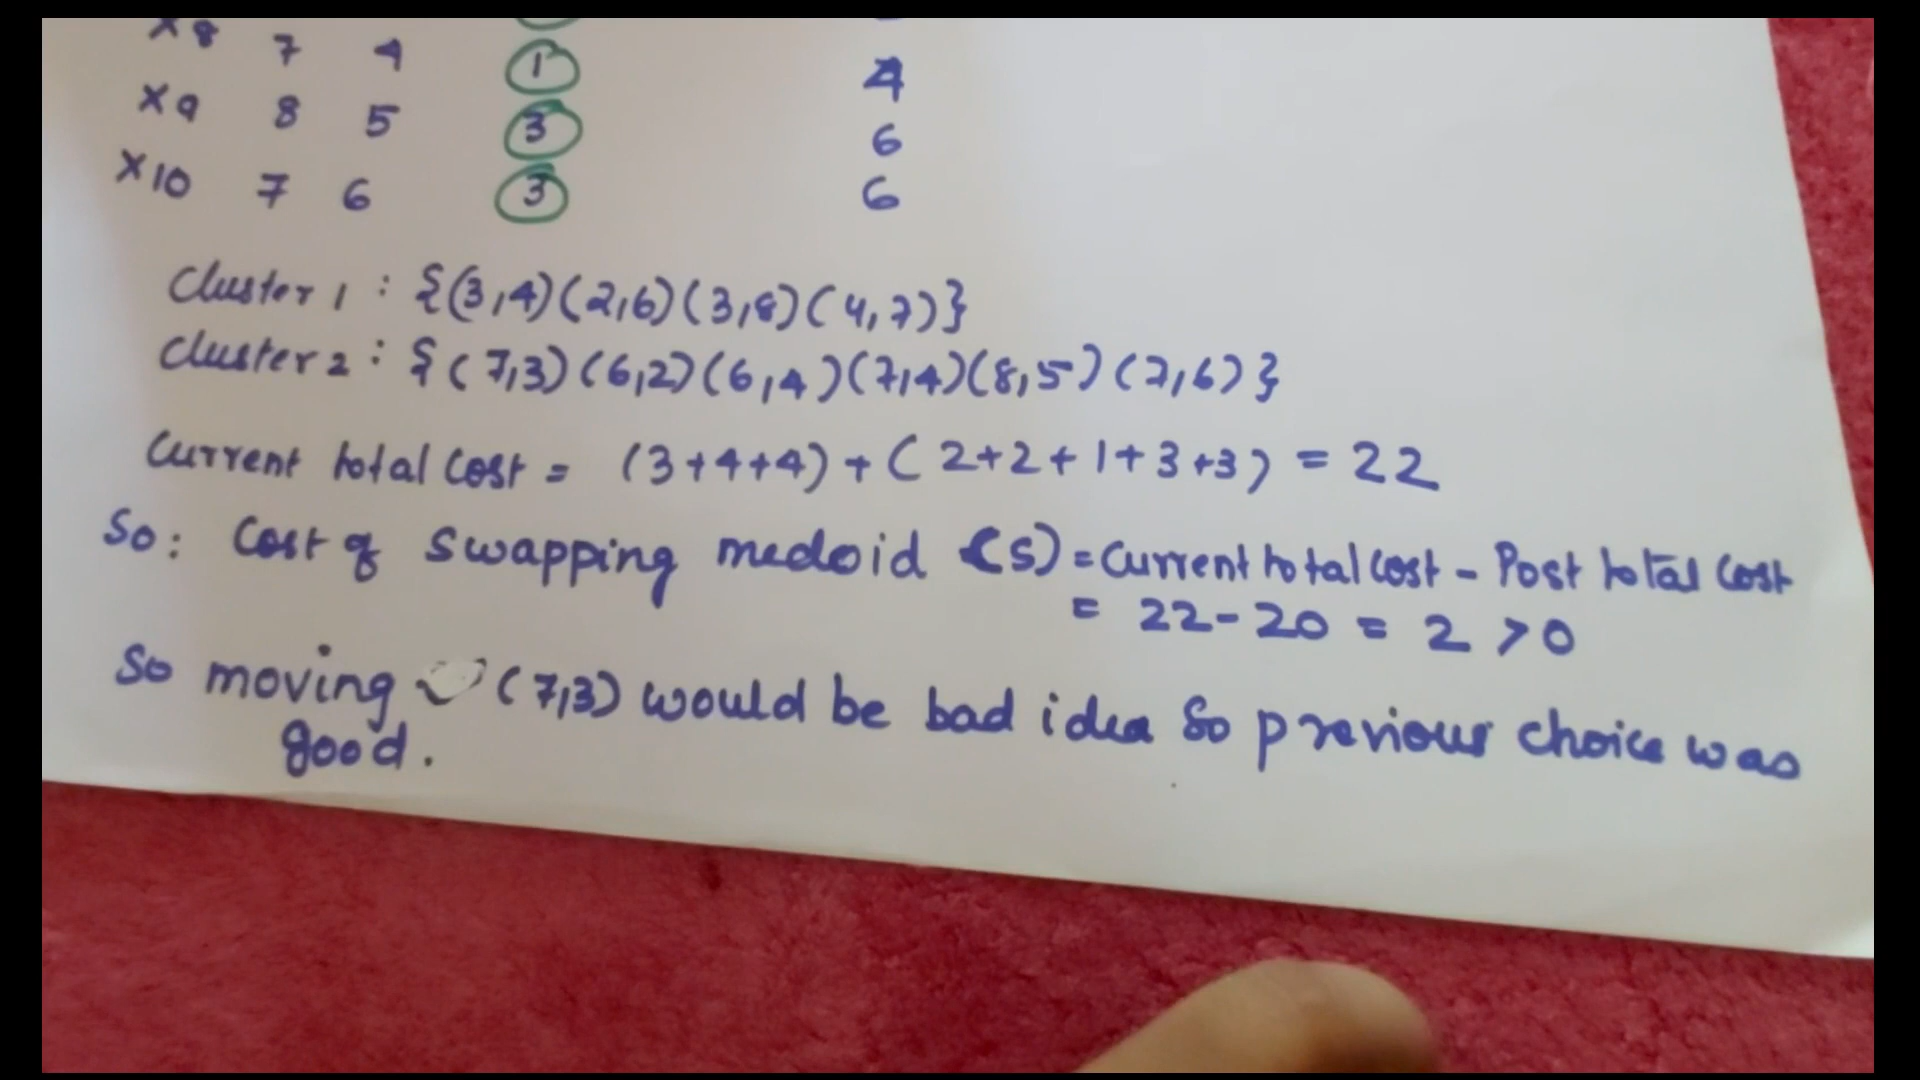 X8 7 4 1 4
X9 8 5 3 6
X10 7 6 3 6
Cluster 1 : {(3,4)(2,6)(3,8)(4,7)}
Cluster 2 : {(7,3)(6,2)(6,4)(7,4)(8,5)(7,6)}
Current total cost = (3+4+4)+(2+2+1+3+3) = 22
So: Cost of swapping medoid (S) = Current total cost - Post total cost
= 22-20 = 2 >0
So moving (7,3) would be bad idea So previous choice was
good.